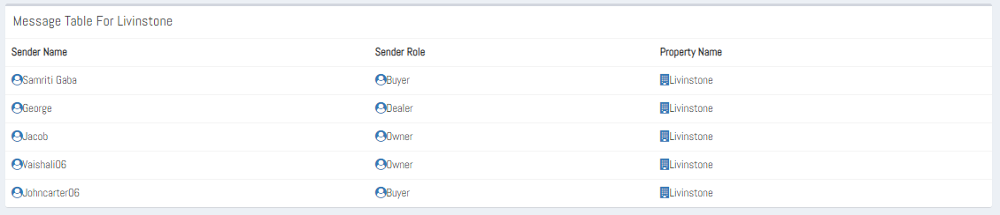 Message Table For Livinstone
Sender Name Sender Role Property Name
Samriti Gaba Buyer Livinstone
George Dealer Livinstone
Jacob Owner Livinstone
Vaishali06 Owner Livinstone
Johncarter06 Buyer Livinstone